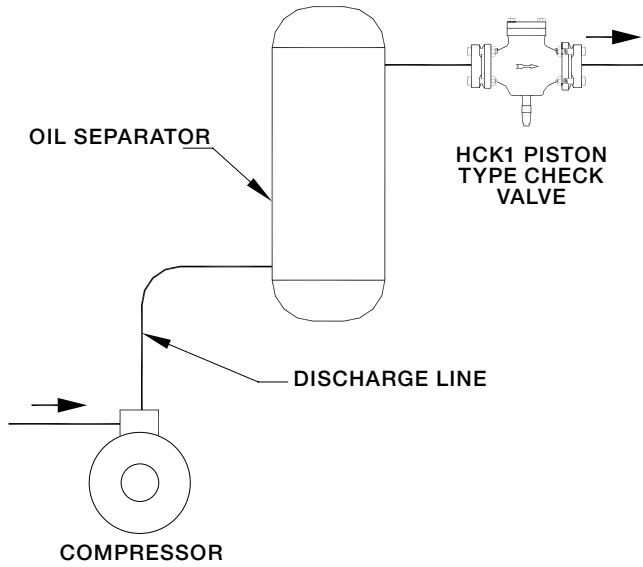 OIL SEPARATOR
HCK1 PISTON
TYPE CHECK
VALVE
DISCHARGE LINE
COMPRESSOR